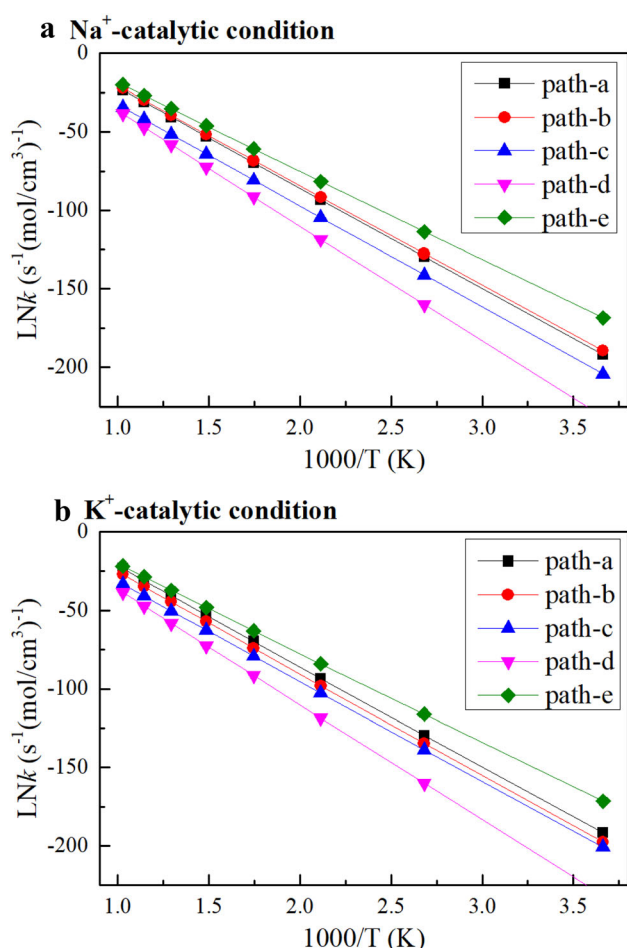 a Na⁺-catalytic condition
0
-50
-100
-150
-200
LNk (s⁻¹(mol/cm³)⁻¹)
path-a
path-b
path-c
path-d
path-e
1.0 1.5 2.0 2.5 3.0 3.5
1000/T (K)
b K⁺-catalytic condition
0
-50
-100
-150
-200
LNk (s⁻¹(mol/cm³)⁻¹)
path-a
path-b
path-c
path-d
path-e
1.0 1.5 2.0 2.5 3.0 3.5
1000/T (K)